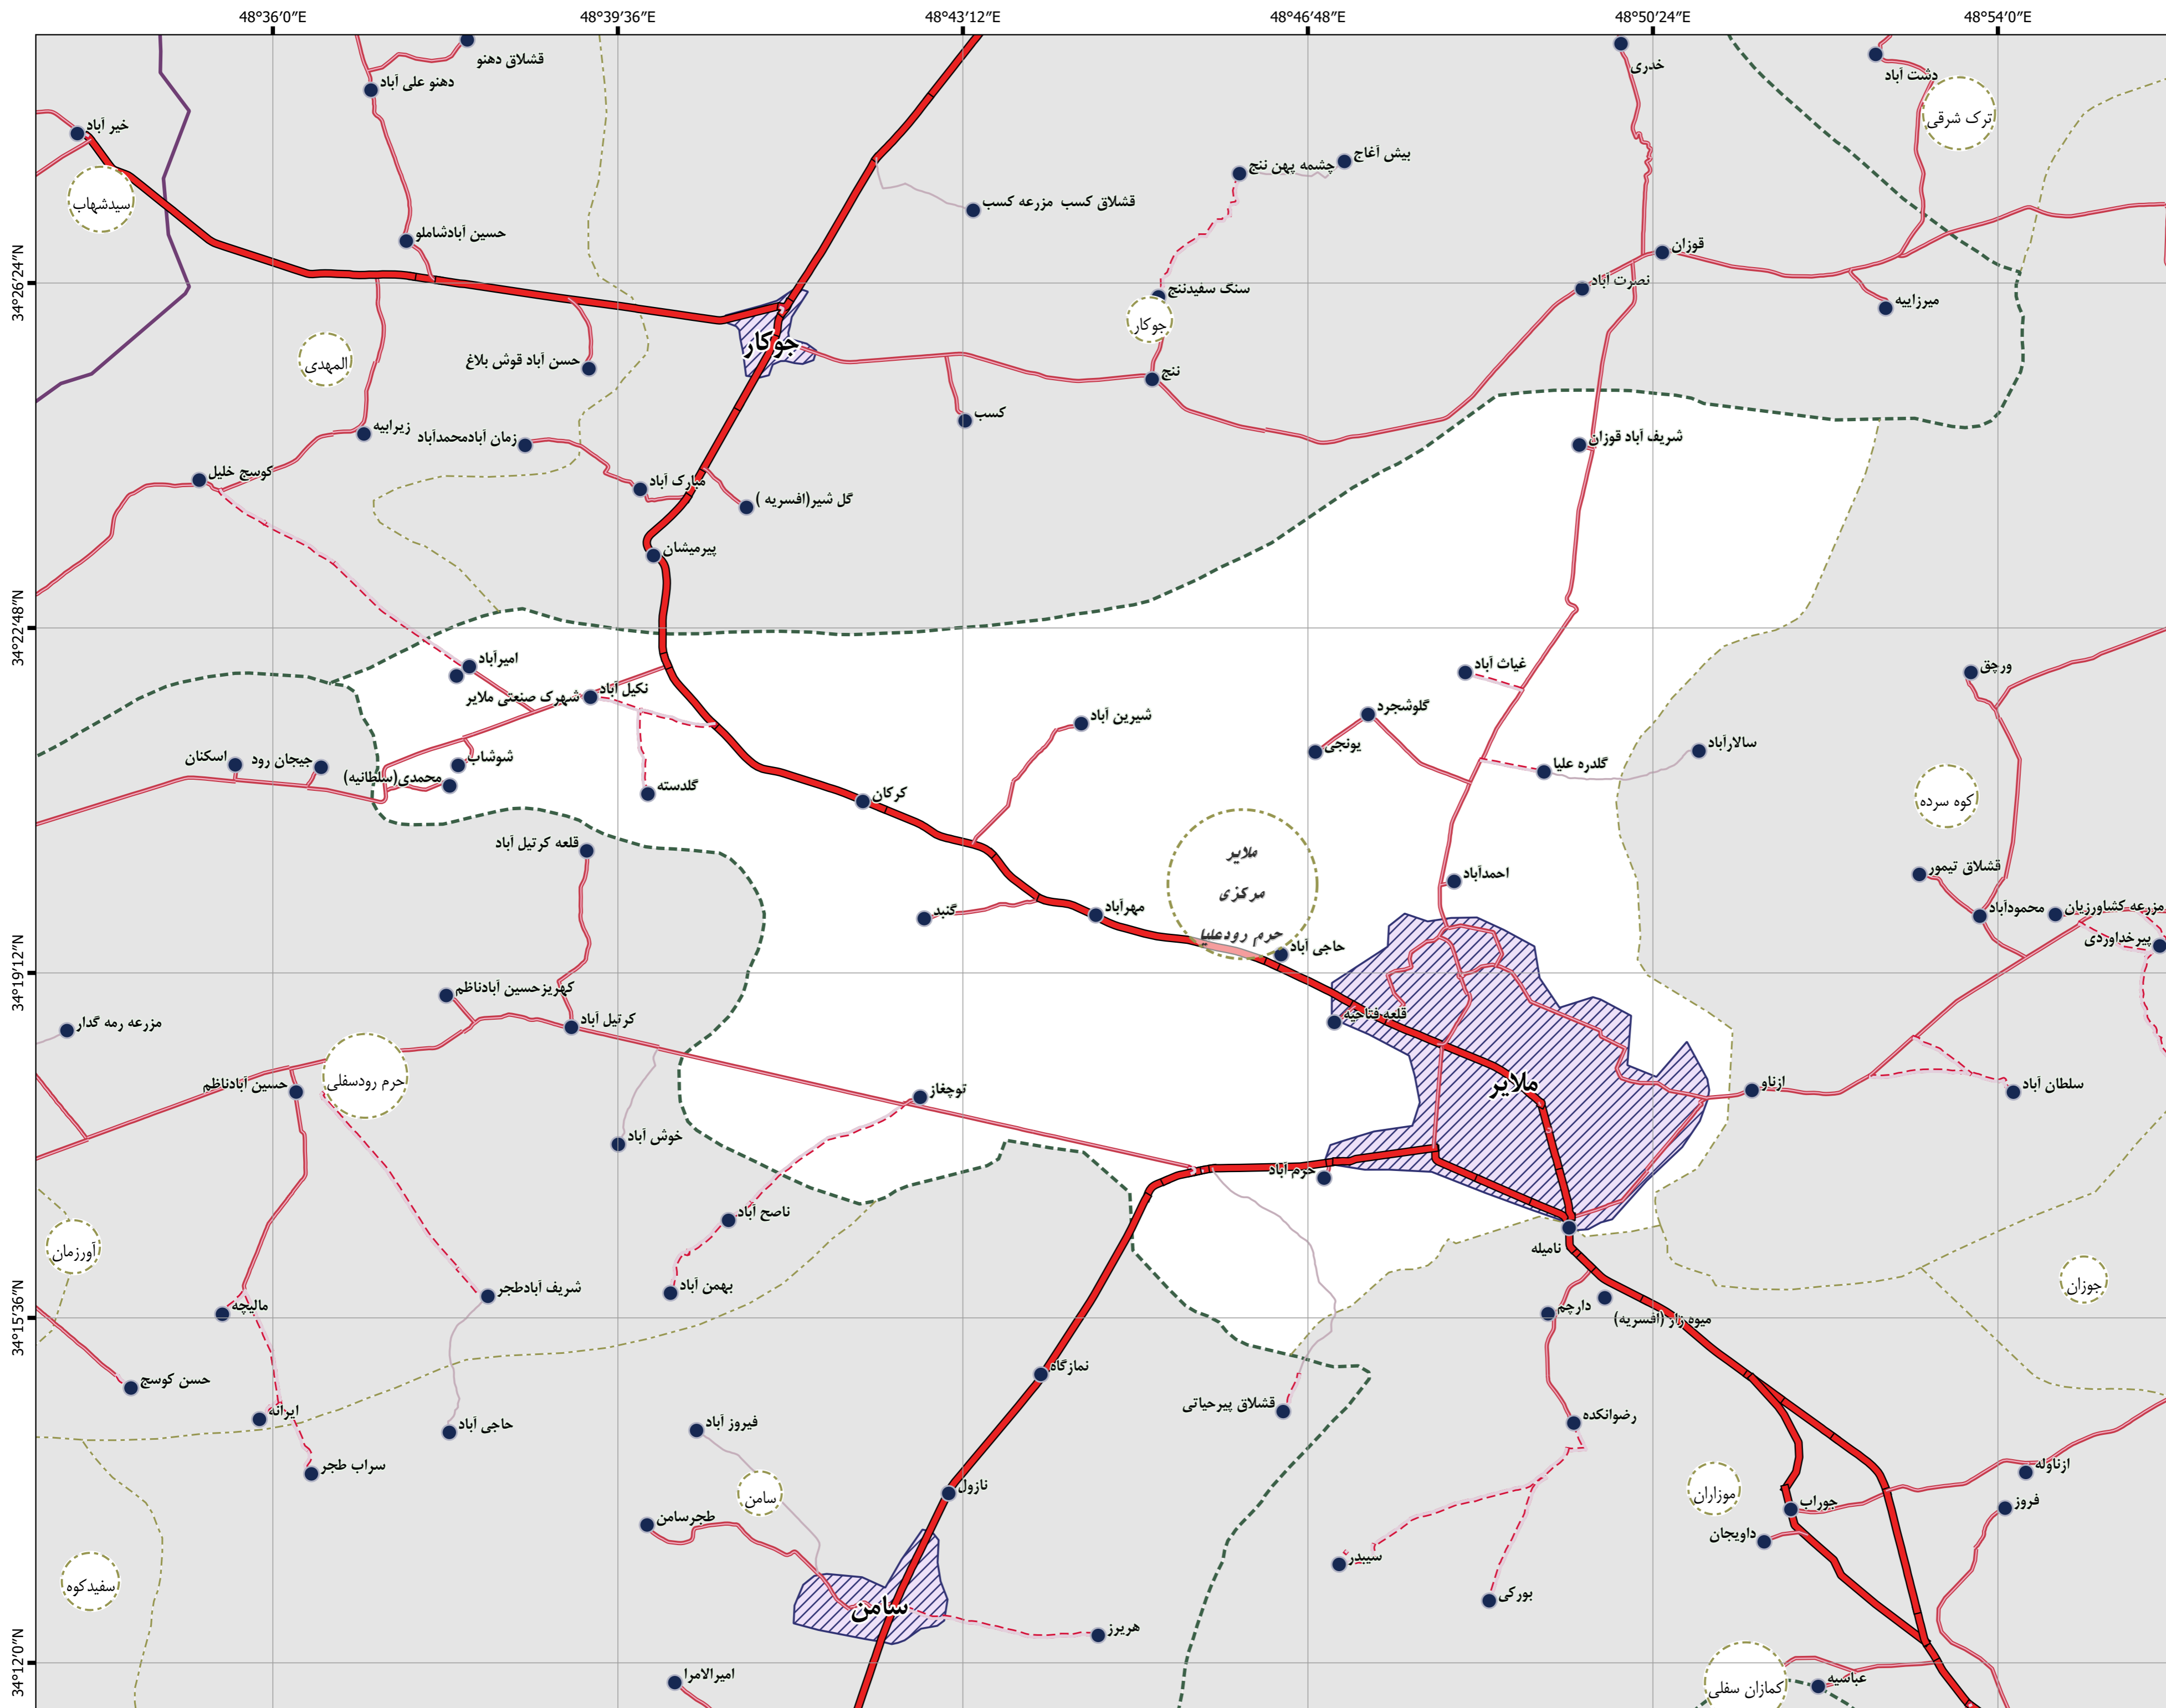 48°36′0″E
48°39′36″E
48°43′12″E
48°46′48″E
48°50′24″E
48°54′0″E
قشلاق دهنو
دهنو علی آباد
خدری
دشت آباد
ترک شرقی
خیر آباد
بیش آغاج
چشمه پهن ننج
سیدشهاب
قشلاق کسب مزرعه کسب
حسین آبادشاملو
قوزان
34°26′24″N
نصرت آباد
سنگ سفیدننج
میرزاییه
جوکار
جوکار
المهدی
حسن آباد قوش بلاغ
ننج
کسب
زیرابیه
زمان آبادمحمدآباد
شریف آباد قوزان
کوسج خلیل
مبارک آباد
گل شیر(افسریه )
پیرمیشان
34°22′48″N
امیرآباد
غیاث آباد
ورچق
نکیل آباد
شهرک صنعتی ملایر
گلوشجرد
شیرین آباد
یونجی
سالارآباد
اسکنان
جیجان رود
شوشاب
گلدره علیا
محمدی(سلطانیه)
گلدسته
کرکان
کوه سرده
قلعه کرتیل آباد
ملایر
مرکزی
حرم رودعلیا
احمدآباد
قشلاق تیمور
گنبد
مهرآباد
محمودآباد
مزرعه کشاورزیان
حاجی آباد
پیرخداوردی
34°19′12″N
کهریزحسین آبادناظم
مزرعه رمه گدار
کرتیل آباد
قلعه فتاحیه
حرم رودسفلی
حسین آبادناظم
توچغاز
ملایر
ازناو
سلطان آباد
خوش آباد
حرم آباد
ناصح آباد
آورزمان
نامیله
جوزان
شریف آبادطجر
بهمن آباد
34°15′36″N
مالیچه
دارچم
میوه زار (افسریه)
نمازگاه
حسن کوسج
قشلاق پیرحیاتی
ایرانه
حاجی آباد
فیروز آباد
رضوانکده
سراب طجر
ازناوله
نازول
سامن
موزاران
جوراب
فروز
طجرسامن
داویجان
سیبدر
سفیدکوه
بورکی
سامن
هریرز
34°12′0″N
امیرالامرا
کمازان سفلی
عباسیه